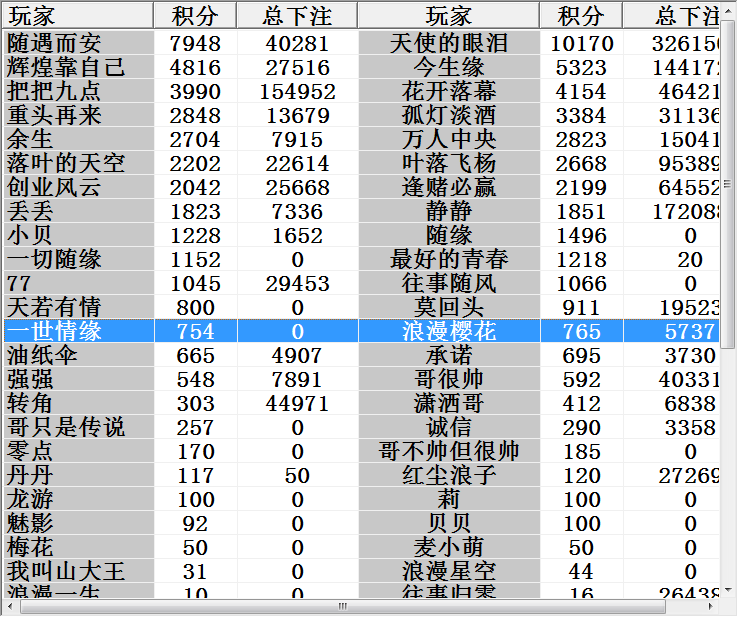 玩家 积分 总下注 玩家 积分 总下注
随遇而安 7948 40281 天使的眼泪 10170 326150
辉煌靠自己 4816 27516 今生缘 5323 144172
把把九点 3990 154952 花开落幕 4154 46421
重头再来 2848 13679 孤灯淡酒 3384 31136
余生 2704 7915 万人中央 2823 15041
落叶的天空 2202 22614 叶落飞杨 2668 95389
创业风云 2042 25668 逢赌必赢 2199 64552
丢丢 1823 7336 静静 1851 172088
小贝 1228 1652 随缘 1496 0
一切随缘 1152 0 最好的青春 1218 20
77 1045 29453 往事随风 1066 0
天若有情 800 0 莫回头 911 19523
一世情缘 754 0 浪漫樱花 765 5737
油纸伞 665 4907 承诺 695 3730
强强 548 7891 哥很帅 592 40331
转角 303 44971 潇洒哥 412 6838
哥只是传说 257 0 诚信 290 3358
零点 170 0 哥不帅但很帅 185 0
丹丹 117 50 红尘浪子 120 27269
龙游 100 0 莉 100 0
魅影 92 0 贝贝 100 0
梅花 50 0 麦小萌 50 0
我叫山大王 31 0 浪漫星空 44 0
浪漫一生 10 0 往事归零 16 26438